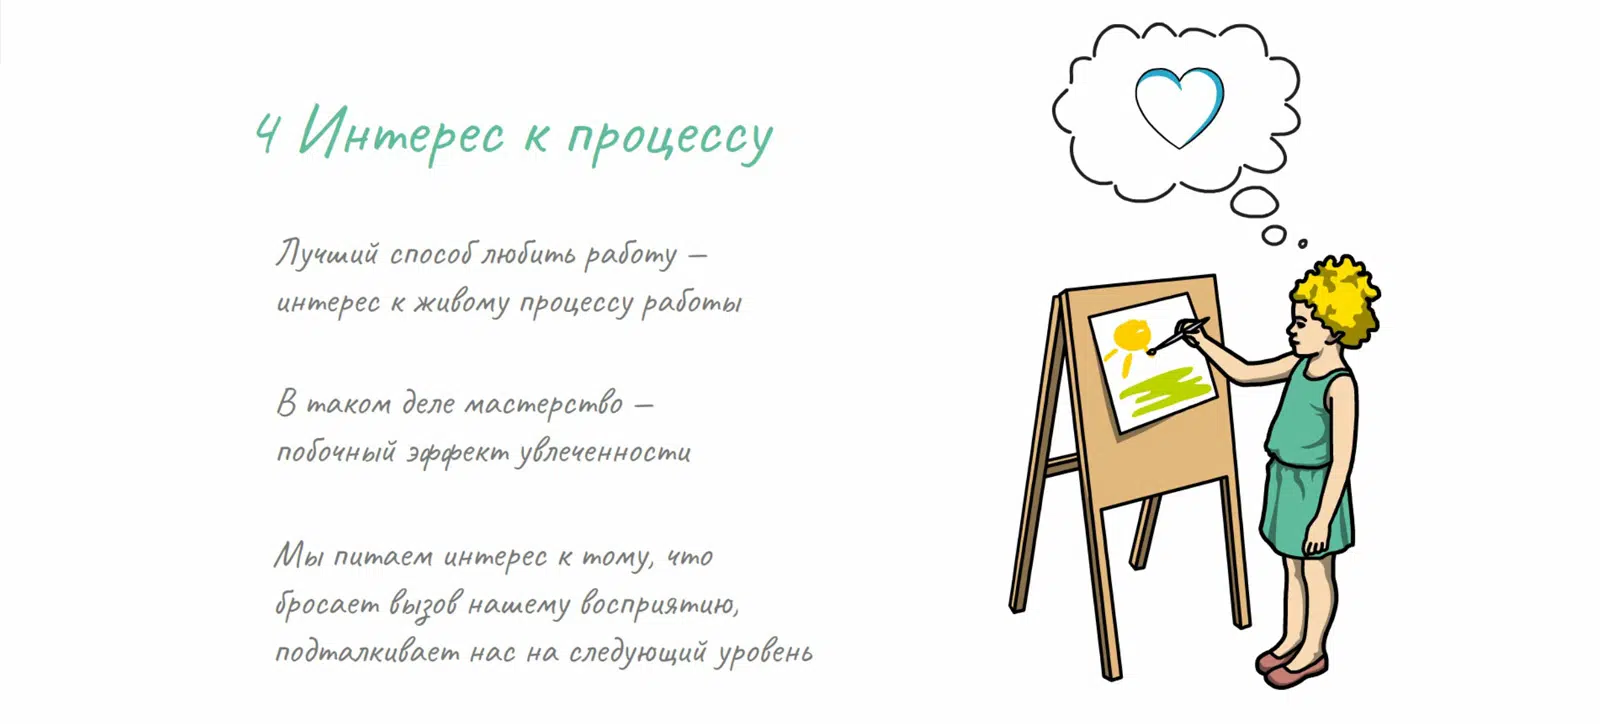 4 Интерес к процессу
Лучший способ любить работу —
интерес к живому процессу работы
В таком деле мастерство —
побочный эффект увлеченности
Мы питаем интерес к тому, что
бросает вызов нашему восприятию,
подталкивает нас на следующий уровень